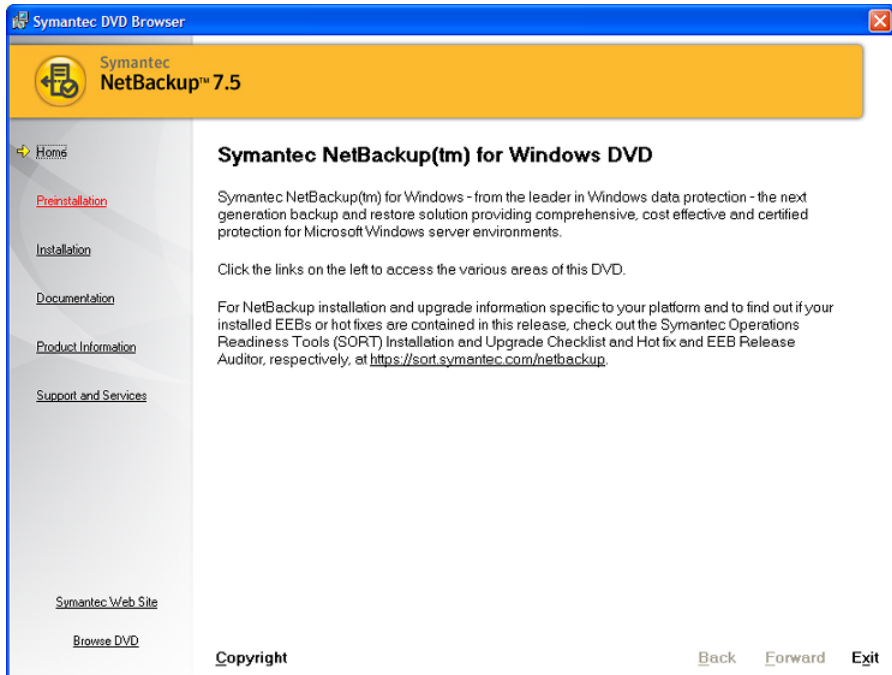 Symantec DVD Browser
Symantec
NetBackup™ 7.5
Home
Preinstallation
Installation
Documentation
Product Information
Support and Services
Symantec Web Site
Browse DVD
Symantec NetBackup(tm) for Windows DVD
Symantec NetBackup(tm) for Windows - from the leader in Windows data protection - the next
generation backup and restore solution providing comprehensive, cost effective and certified
protection for Microsoft Windows server environments.
Click the links on the left to access the various areas of this DVD.
For NetBackup installation and upgrade information specific to your platform and to find out if your
installed EEBs or hot fixes are contained in this release, check out the Symantec Operations
Readiness Tools (SORT) Installation and Upgrade Checklist and Hot fix and EEB Release
Auditor, respectively, at https://sort.symantec.com/netbackup.
Copyright
Back
Forward
Exit